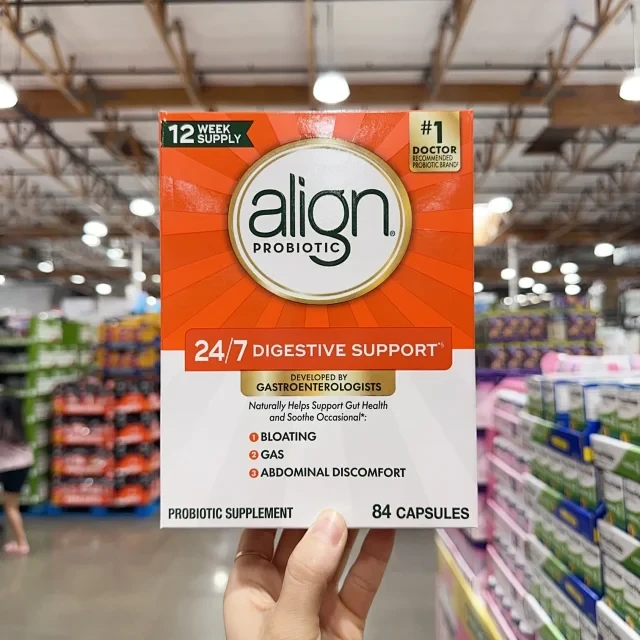 12 WEEK
SUPPLY
#1
DOCTOR
RECOMMENDED
PROBIOTIC BRAND†
align®
PROBIOTIC
24/7 DIGESTIVE SUPPORT*§
DEVELOPED BY
GASTROENTEROLOGISTS
Naturally Helps Support Gut Health
and Soothe Occasional*:
1 BLOATING
2 GAS
3 ABDOMINAL DISCOMFORT
PROBIOTIC SUPPLEMENT
84 CAPSULES